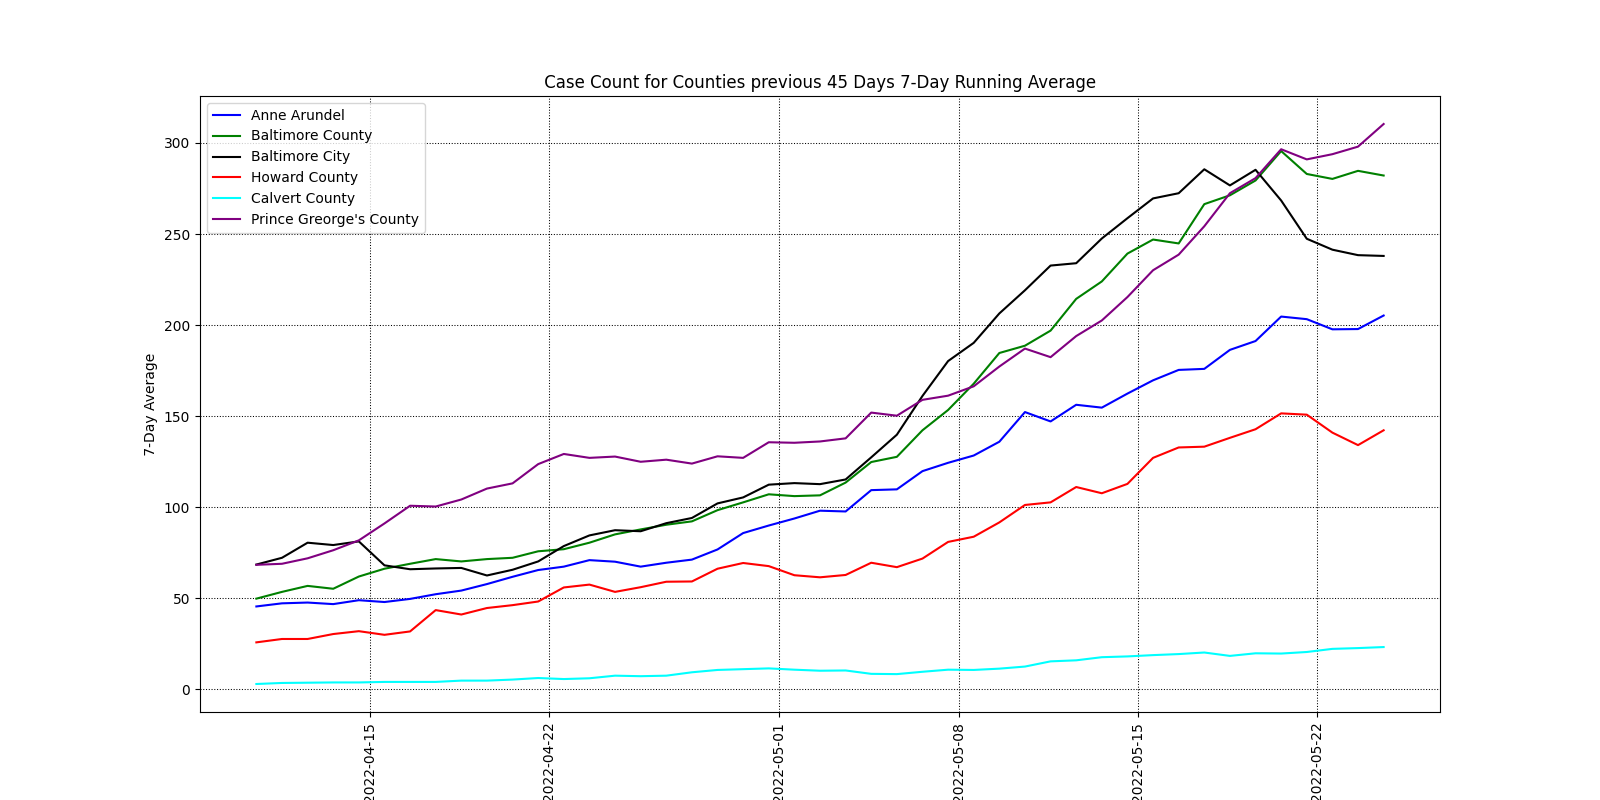 Case Count for Counties previous 45 Days 7-Day Running Average
Anne Arundel
Baltimore County
Baltimore City
Howard County
Calvert County
Prince Greorge's County
300
250
200
150
100
50
0
7-Day Average
2022-04-15
2022-04-22
2022-05-01
2022-05-08
2022-05-15
2022-05-22